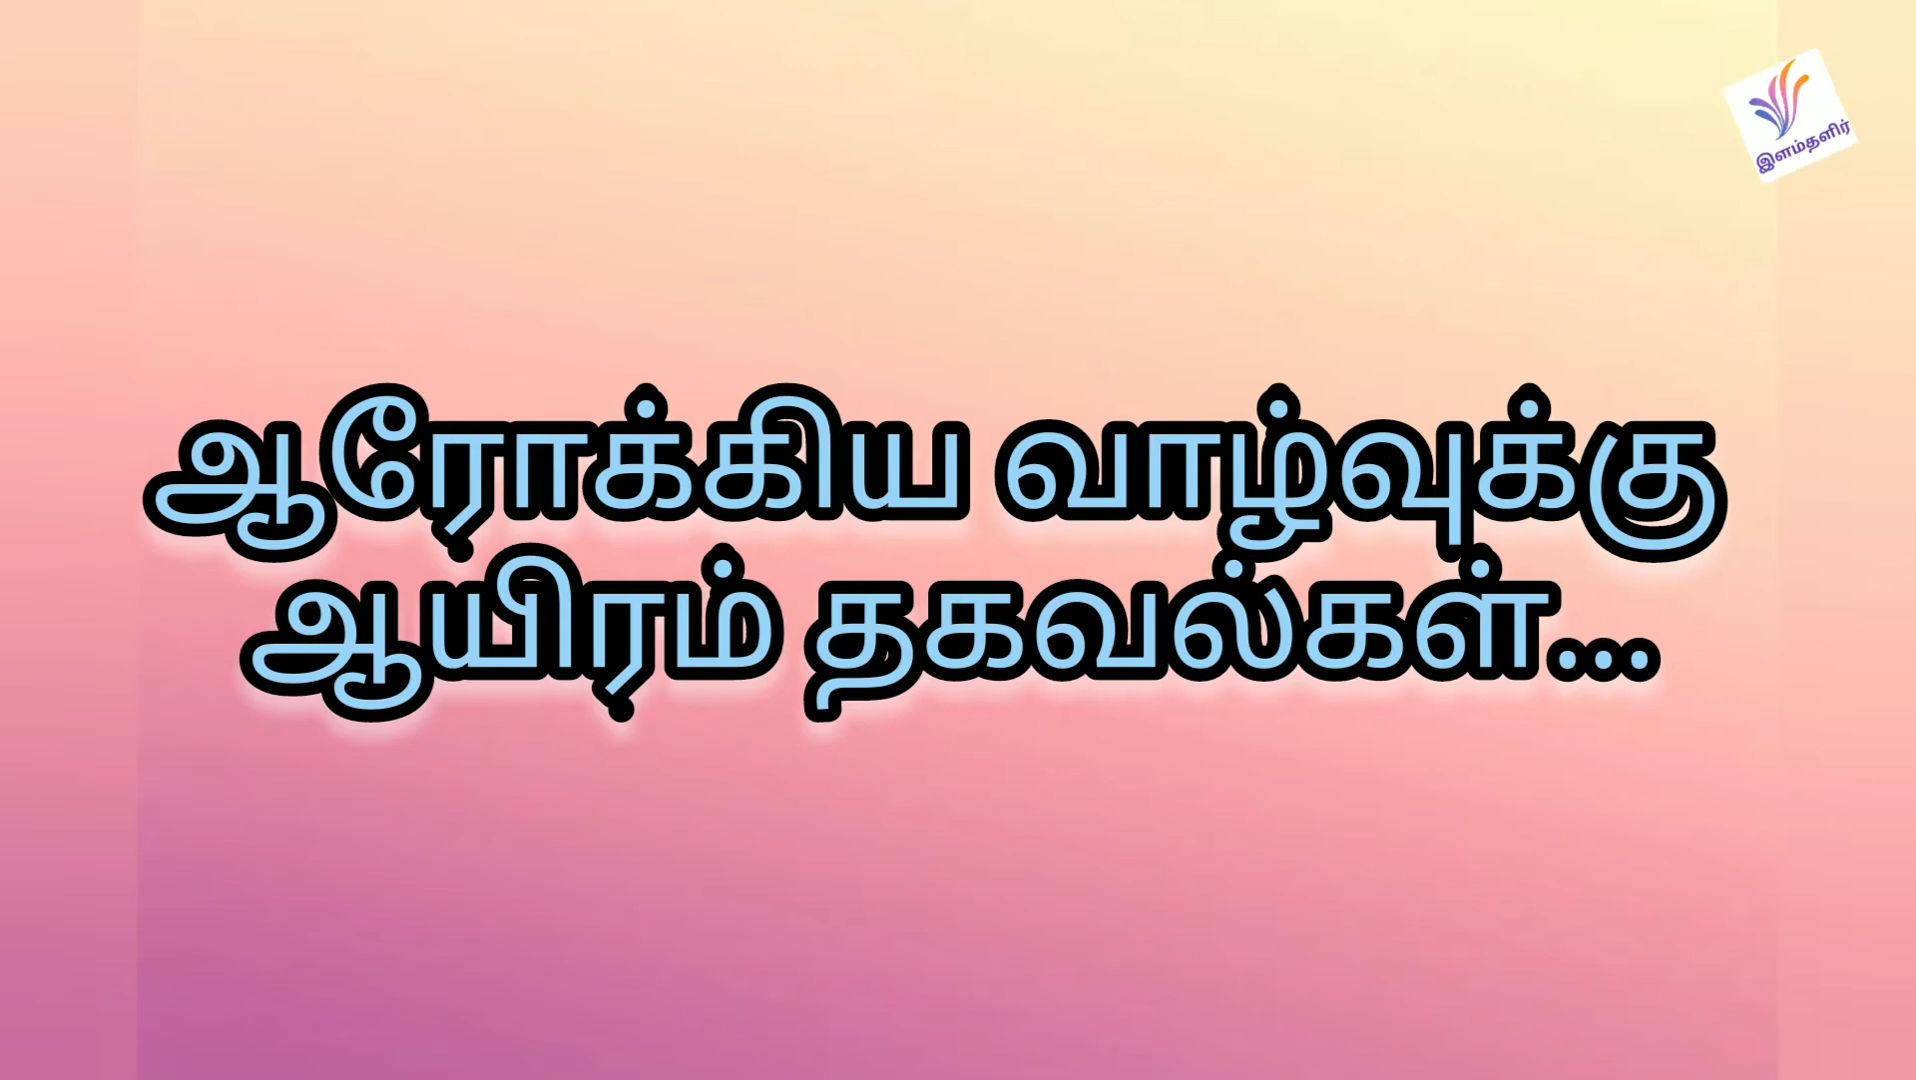 இளம்தளிர்
ஆரோக்கிய வாழ்வுக்கு
ஆயிரம் தகவல்கள்...